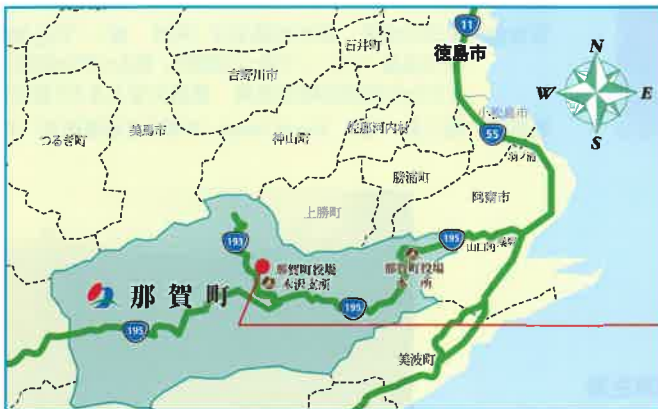 11
石井町
徳島市
吉野川市
N
W
E
S
小松島市
つるぎ町
美馬市
神山町
佐那河内村
55
勝浦町
阿南市
上勝町
193
195
山口
那賀町役場
木沢支所
那賀町役場
本所
那賀町
195
195
美波町